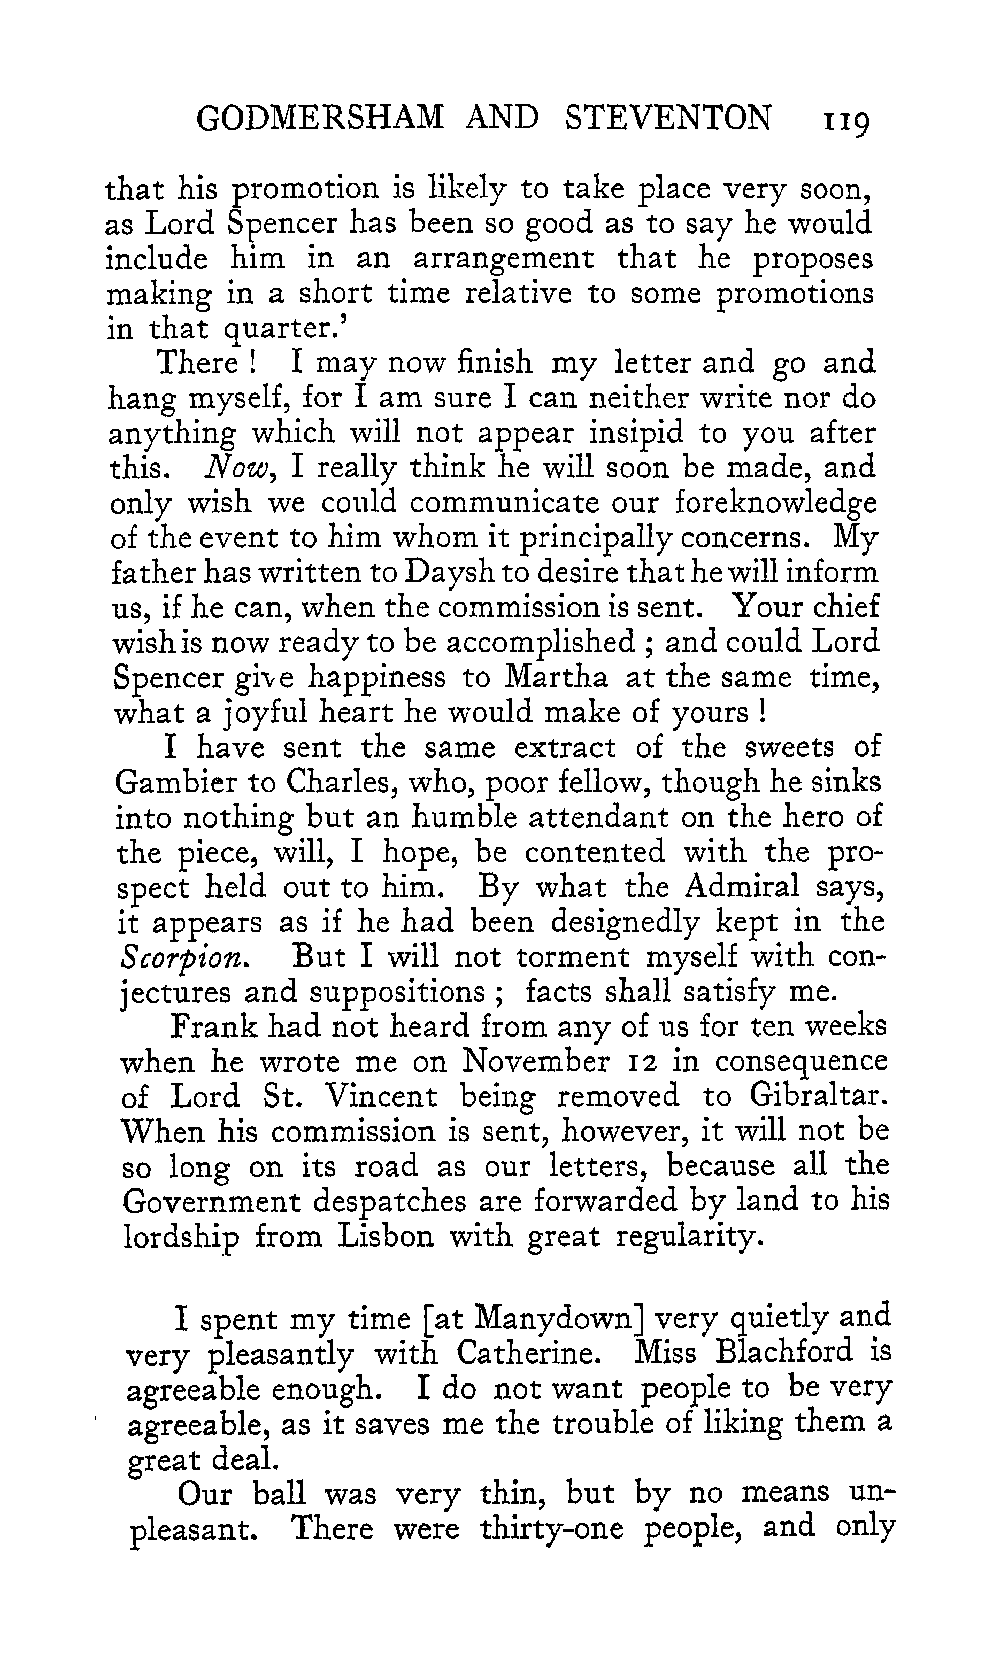 GODMERSHAM AND STEVENTON 119
that his promotion is likely to take place very soon,
as Lord Spencer has been so good as to say he would
include him in an arrangement that he proposes
making in a short time relative to some promotions
in that quarter.’
There ! I may now finish my letter and go and
hang myself, for I am sure I can neither write nor do
anything which will not appear insipid to you after
this. Now, I really think he will soon be made, and
only wish we could communicate our foreknowledge
of the event to him whom it principally concerns. My
father has written to Daysh to desire that he will inform
us, if he can, when the commission is sent. Your chief
wish is now ready to be accomplished ; and could Lord
Spencer give happiness to Martha at the same time,
what a joyful heart he would make of yours !
I have sent the same extract of the sweets of
Gambier to Charles, who, poor fellow, though he sinks
into nothing but an humble attendant on the hero of
the piece, will, I hope, be contented with the pro-
spect held out to him. By what the Admiral says,
it appears as if he had been designedly kept in the
Scorpion. But I will not torment myself with con-
jectures and suppositions ; facts shall satisfy me.
Frank had not heard from any of us for ten weeks
when he wrote me on November 12 in consequence
of Lord St. Vincent being removed to Gibraltar.
When his commission is sent, however, it will not be
so long on its road as our letters, because all the
Government despatches are forwarded by land to his
lordship from Lisbon with great regularity.
I spent my time [at Manydown] very quietly and
very pleasantly with Catherine. Miss Blachford is
agreeable enough. I do not want people to be very
agreeable, as it saves me the trouble of liking them a
great deal.
Our ball was very thin, but by no means un-
pleasant. There were thirty-one people, and only